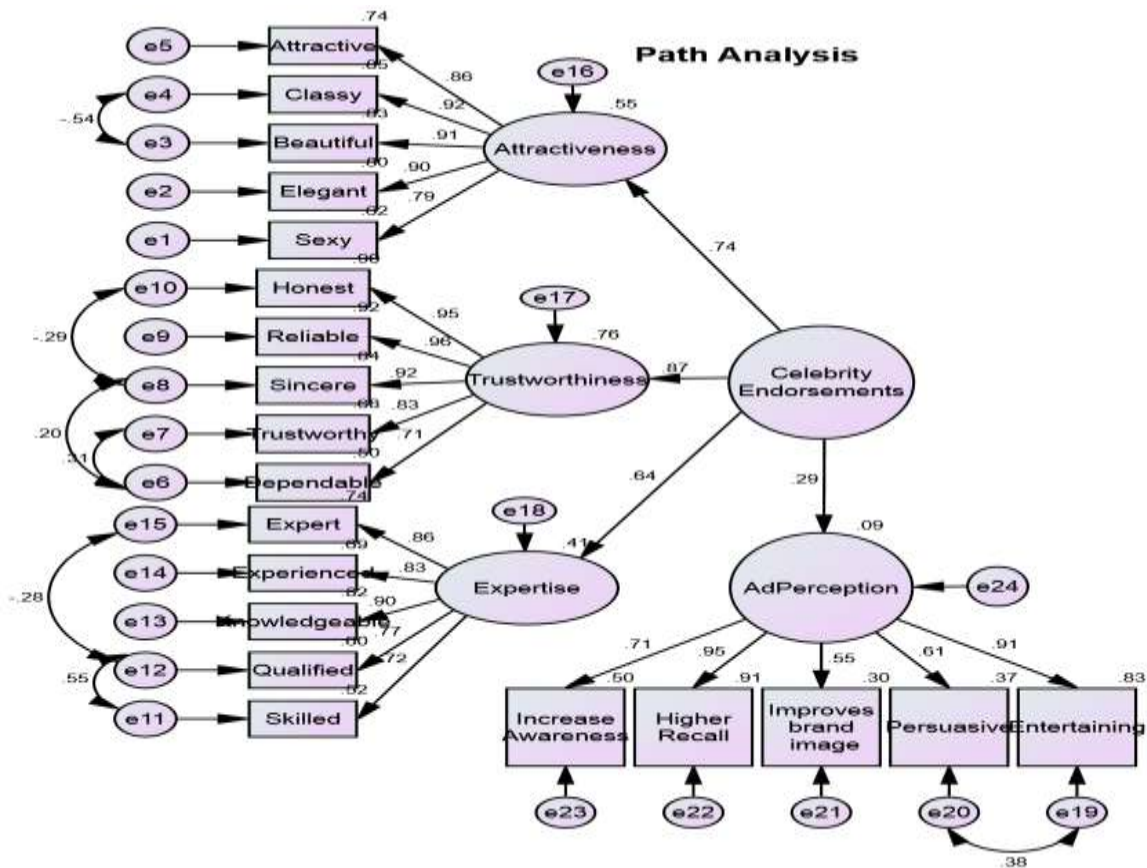 Path Analysis
.74
e5
Attractive
.85
.86
e16
.55
e4
Classy
.92
.83
-.54
e3
Beautiful
.91
Attractiveness
.80
e2
Elegant
.90
.62
.79
e1
Sexy
.74
.90
e10
Honest
.92
.95
e17
.76
-.29
e9
Reliable
.96
.84
e8
Sincere
.92
Trustworthiness
.87
Celebrity
Endorsements
.68
.83
.20
e7
Trustworthy
.71
.31
.50
e6
Dependable
.64
.29
.74
e15
Expert
.86
e18
.41
.09
.69
e14
Experienced
.83
Expertise
AdPerception
e24
-.28
.82
e13
Knowledgeable
.90
.77
.60
e12
Qualified
.72
.55
.52
e11
Skilled
.71
.95
.55
.61
.91
.50
.91
.30
.37
.83
Increase
Awareness
Higher
Recall
Improves
brand
image
Persuasive
Entertaining
e23
e22
e21
e20
e19
.38